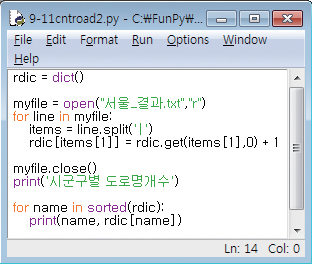 9-11cntroad2.py - C:\FunPy\...
File Edit Format Run Options Window
Help
rdic = dict()
myfile = open("서울_결과.txt","r")
for line in myfile:
    items = line.split('|')
    rdic[items[1]] = rdic.get(items[1],0) + 1
myfile.close()
print('시군구별 도로명개수')
for name in sorted(rdic):
    print(name, rdic[name])
Ln: 14 Col: 0